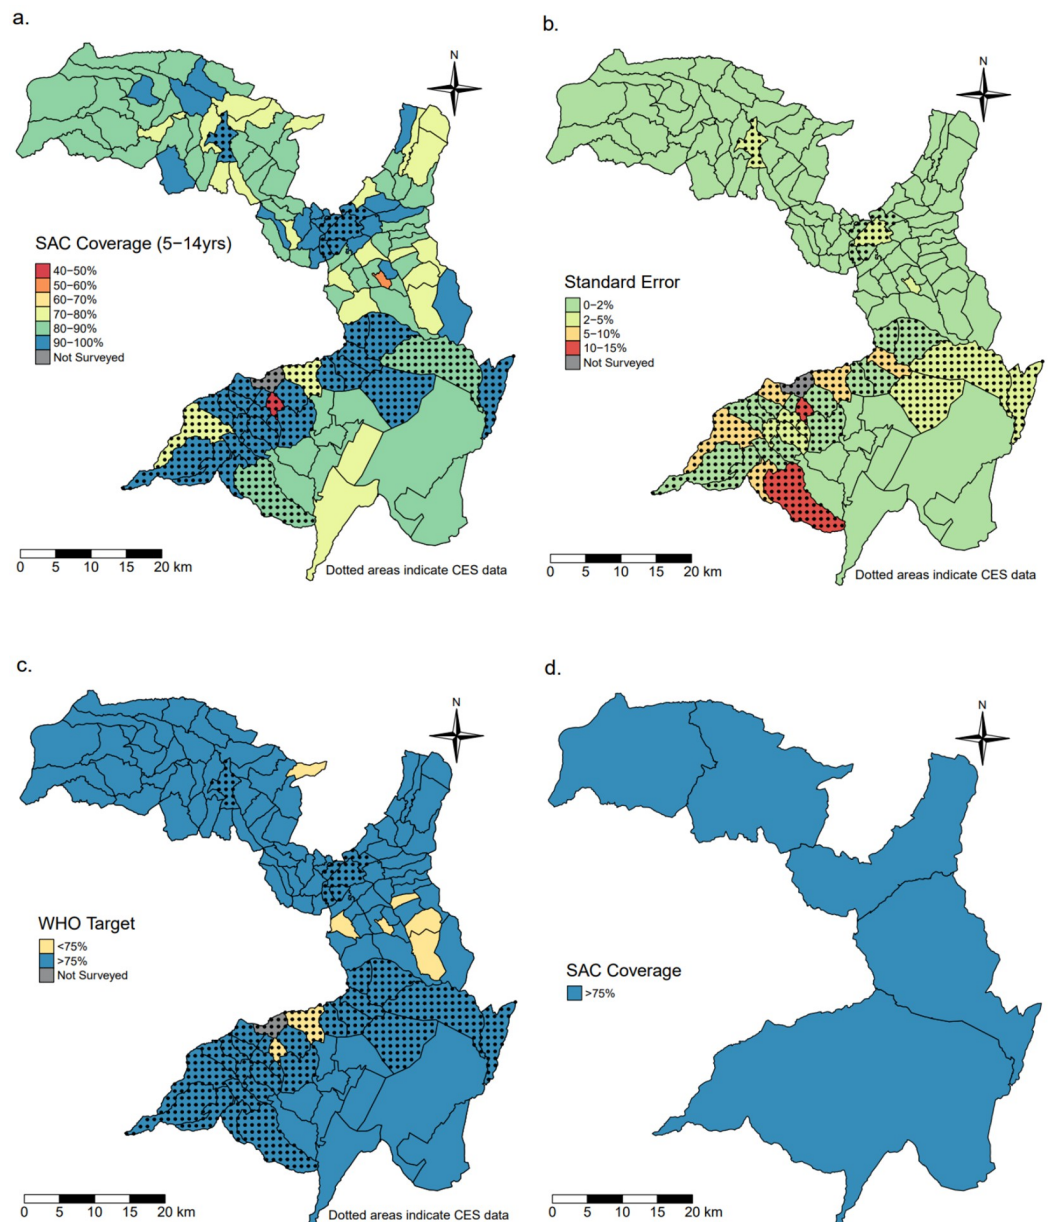 a.
N
SAC Coverage (5−14yrs)
40−50%
50−60%
60−70%
70−80%
80−90%
90−100%
Not Surveyed
0 5 10 15 20 km
Dotted areas indicate CES data
b.
N
Standard Error
0−2%
2−5%
5−10%
10−15%
Not Surveyed
0 5 10 15 20 km
Dotted areas indicate CES data
c.
N
WHO Target
<75%
>75%
Not Surveyed
0 5 10 15 20 km
Dotted areas indicate CES data
d.
N
SAC Coverage
>75%
0 5 10 15 20 km